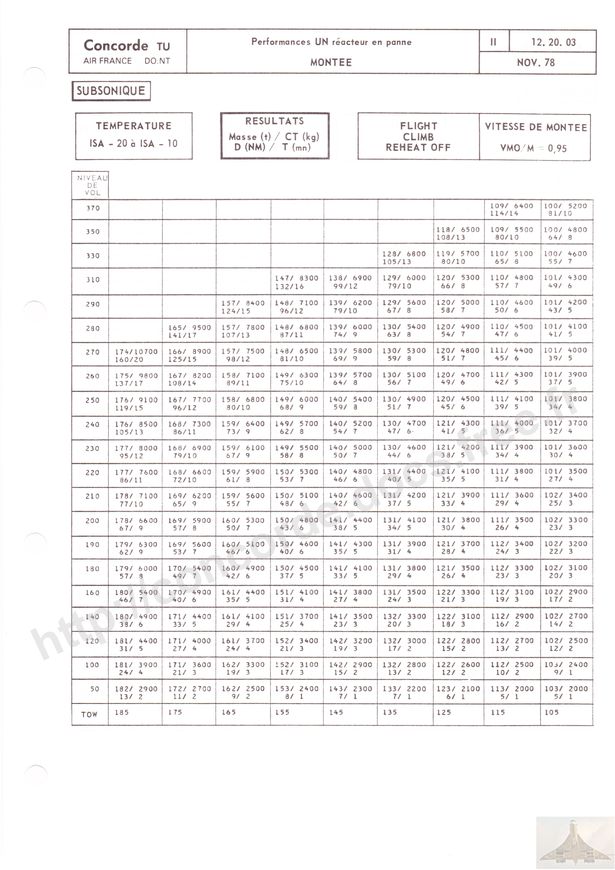 Concorde TU
AIR FRANCE DO.NT
Performances UN réacteur en panne
MONTEE
II
12. 20. 03
NOV. 78
SUBSONIQUE
TEMPERATURE
ISA - 20 à ISA - 10
RESULTATS
Masse (t) / CT (kg)
D (NM) / T (mn)
FLIGHT
CLIMB
REHEAT OFF
VITESSE DE MONTEE
VMO/M = 0,95
NIVEAU
DE
VOL
370 109/ 6400 100/ 5200
114/14 81/10
350 118/ 6500 109/ 5500 100/ 4800
108/13 80/10 64/ 8
330 128/ 6800 119/ 5700 110/ 5100 100/ 4600
105/13 80/10 65/ 8 55/ 7
310 147/ 8300 138/ 6900 129/ 6000 120/ 5300 110/ 4800 101/ 4300
132/16 99/12 79/10 66/ 8 57/ 7 49/ 6
290 157/ 8400 148/ 7100 139/ 6200 129/ 5600 120/ 5000 110/ 4600 101/ 4200
124/15 96/12 79/10 67/ 8 58/ 7 50/ 6 43/ 5
280 165/ 9500 157/ 7800 148/ 6800 139/ 6000 130/ 5400 120/ 4900 110/ 4500 101/ 4100
141/17 107/13 87/11 74/ 9 63/ 8 54/ 7 47/ 6 41/ 5
270 174/10700 166/ 8900 157/ 7500 148/ 6500 139/ 5800 130/ 5300 120/ 4800 111/ 4400 101/ 4000
160/20 125/15 98/12 81/10 69/ 9 59/ 8 51/ 7 45/ 6 39/ 5
260 175/ 9800 167/ 8200 158/ 7100 149/ 6300 139/ 5700 130/ 5100 120/ 4700 111/ 4300 101/ 3900
137/17 108/14 89/11 75/10 64/ 8 56/ 7 49/ 6 42/ 5 37/ 5
250 176/ 9100 167/ 7700 158/ 6800 149/ 6000 140/ 5400 130/ 4900 120/ 4500 111/ 4100 101/ 3800
119/15 96/12 80/10 68/ 9 59/ 8 51/ 7 45/ 6 39/ 5 34/ 4
240 176/ 8500 168/ 7300 159/ 6400 149/ 5700 140/ 5200 130/ 4700 121/ 4300 111/ 4000 101/ 3700
105/13 86/11 73/ 9 62/ 8 54/ 7 47/ 6 41/ 5 36/ 5 32/ 4
230 177/ 8000 168/ 6900 159/ 6100 149/ 5500 140/ 5000 130/ 4600 121/ 4200 111/ 3900 101/ 3600
95/12 79/10 67/ 9 58/ 8 50/ 7 44/ 6 38/ 5 34/ 4 30/ 4
220 177/ 7600 168/ 6600 159/ 5900 150/ 5300 140/ 4800 131/ 4400 121/ 4100 111/ 3800 101/ 3500
86/11 72/10 61/ 8 53/ 7 46/ 6 40/ 5 35/ 5 31/ 4 27/ 4
210 178/ 7100 169/ 6200 159/ 5600 150/ 5100 140/ 4600 131/ 4200 121/ 3900 111/ 3600 102/ 3400
77/10 65/ 9 55/ 7 48/ 6 42/ 6 37/ 5 33/ 4 29/ 4 25/ 3
200 178/ 6600 169/ 5900 160/ 5300 150/ 4800 141/ 4400 131/ 4100 121/ 3800 111/ 3500 102/ 3300
67/ 9 57/ 8 50/ 7 43/ 6 38/ 5 34/ 5 30/ 4 26/ 4 23/ 3
190 179/ 6300 169/ 5600 160/ 5100 150/ 4600 141/ 4300 131/ 3900 121/ 3700 112/ 3400 102/ 3200
62/ 9 53/ 7 46/ 6 40/ 6 35/ 5 31/ 4 28/ 4 24/ 3 22/ 3
180 179/ 6000 170/ 5400 160/ 4900 150/ 4500 141/ 4100 131/ 3800 121/ 3500 112/ 3300 102/ 3100
57/ 8 49/ 7 42/ 6 37/ 5 33/ 5 29/ 4 26/ 4 23/ 3 20/ 3
160 180/ 5400 170/ 4900 161/ 4400 151/ 4100 141/ 3800 131/ 3500 122/ 3300 112/ 3100 102/ 2900
46/ 7 40/ 6 35/ 5 31/ 4 27/ 4 24/ 3 21/ 3 19/ 3 17/ 2
140 180/ 4900 171/ 4400 161/ 4100 151/ 3700 142/ 3500 132/ 3300 122/ 3100 112/ 2900 102/ 2700
38/ 6 33/ 5 29/ 4 25/ 4 23/ 3 20/ 3 18/ 3 16/ 2 14/ 2
120 181/ 4400 171/ 4000 161/ 3700 152/ 3400 142/ 3200 132/ 3000 122/ 2800 112/ 2700 102/ 2500
31/ 5 27/ 4 24/ 4 21/ 3 19/ 3 17/ 2 15/ 2 13/ 2 12/ 2
100 181/ 3900 171/ 3600 162/ 3300 152/ 3100 142/ 2900 132/ 2800 122/ 2600 112/ 2500 103/ 2400
24/ 4 21/ 3 19/ 3 17/ 2 15/ 2 13/ 2 12/ 2 10/ 2 9/ 1
50 182/ 2900 172/ 2700 162/ 2500 153/ 2400 143/ 2300 133/ 2200 123/ 2100 113/ 2000 103/ 2000
13/ 2 11/ 2 9/ 2 8/ 1 7/ 1 7/ 1 6/ 1 5/ 1 5/ 1
TOW 185 175 165 155 145 135 125 115 105
http://concorde.docs.free.fr